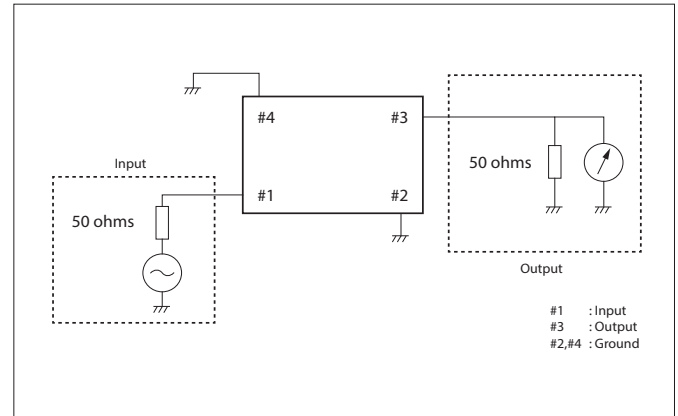 #4 #3
Input
50 ohms
#1 #2
50 ohms
Output
#1 : Input
#3 : Output
#2,#4 : Ground